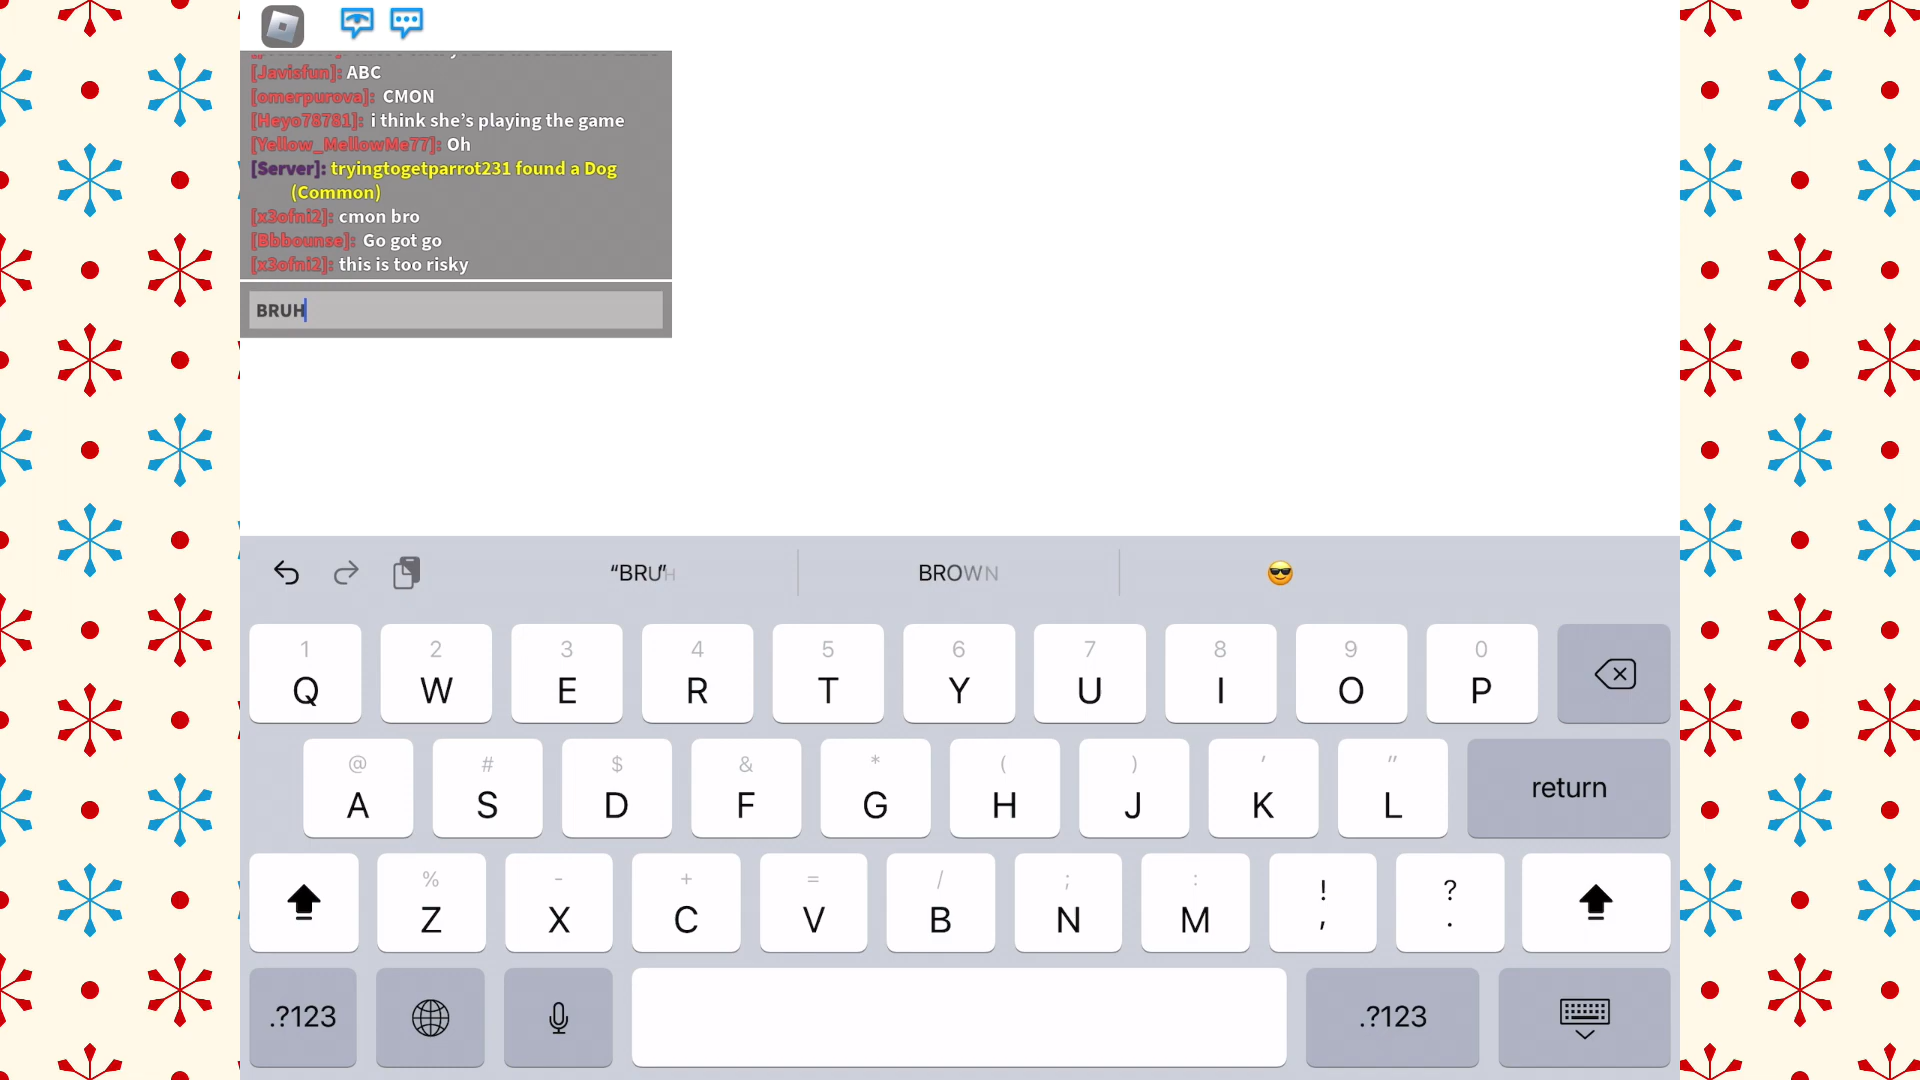 [Javisfun]: ABC
[omerpurova]: CMON
[Heyo78781]: i think she's playing the game
[Yellow_MellowMe77]: Oh
[Server]: tryingtogetparrot231 found a Dog
(Common)
[x3ofni2]: cmon bro
[Bbbounse]: Go got go
[x3ofni2]: this is too risky
BRUH
“BRU” BROWN 😎
1 2 3 4 5 6 7 8 9 0
Q W E R T Y U I O P
@ # $ & * ( ) ' "
A S D F G H J K L return
% - + = / ; : ! ?
Z X C V B N M , .
.?123 .?123